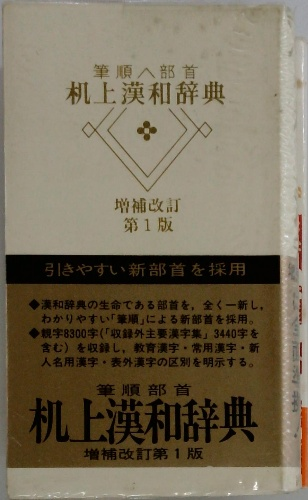 筆順 部首
机上漢和辞典
増補改訂
第1版
引きやすい新部首を採用
◆漢和辞典の生命である部首を、全く一新し、
わかりやすい「筆順」による新部首を採用。
◆親字8300字(「収録外主要漢字集」3440字を
含む)を収録し、教育漢字・常用漢字・新
人名用漢字・表外漢字の区別を明示する。
筆順部首
机上漢和辞典
増補改訂第1版